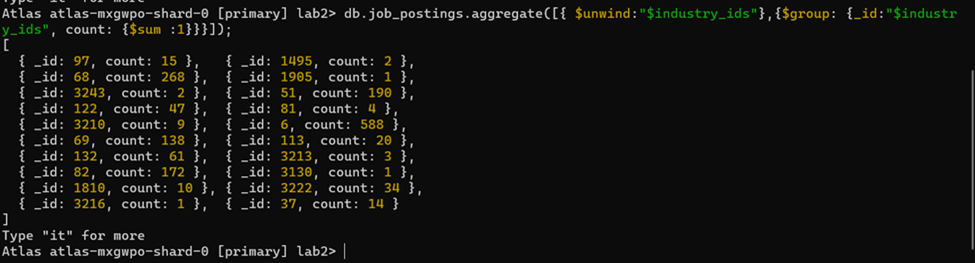 Type "it" for more
Atlas atlas-mxgwpo-shard-0 [primary] lab2> db.job_postings.aggregate([{ $unwind:"$industry_ids"},{$group: {_id:"$industr
y_ids", count: {$sum :1}}}]);
[
  { _id: 97, count: 15 },   { _id: 1495, count: 2 },
  { _id: 68, count: 268 },  { _id: 1905, count: 1 },
  { _id: 3243, count: 2 },  { _id: 51, count: 190 },
  { _id: 122, count: 47 },  { _id: 81, count: 4 },
  { _id: 3210, count: 9 },  { _id: 6, count: 588 },
  { _id: 69, count: 138 },  { _id: 113, count: 20 },
  { _id: 132, count: 61 },  { _id: 3213, count: 3 },
  { _id: 82, count: 172 },  { _id: 3130, count: 1 },
  { _id: 1810, count: 10 }, { _id: 3222, count: 34 },
  { _id: 3216, count: 1 },  { _id: 37, count: 14 }
]
Type "it" for more
Atlas atlas-mxgwpo-shard-0 [primary] lab2>